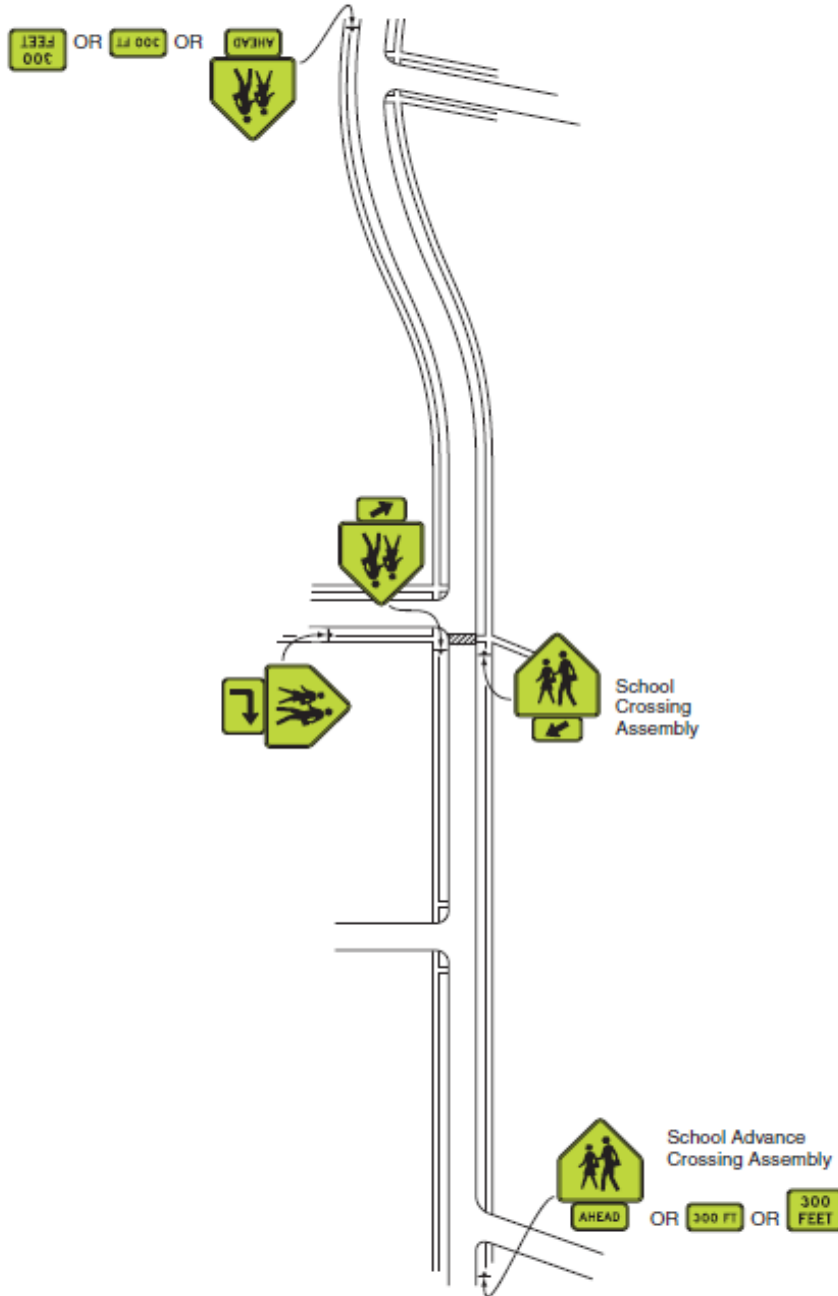 300
FEET
OR
300 FT
OR
AHEAD
School
Crossing
Assembly
School Advance
Crossing Assembly
AHEAD
OR
300 FT
OR
300
FEET